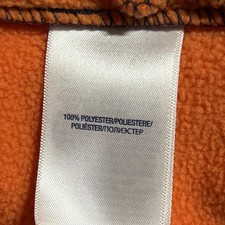 100% POLYESTER/POLIESTERE/
POLIÉSTER/ПОЛИЭСТЕР